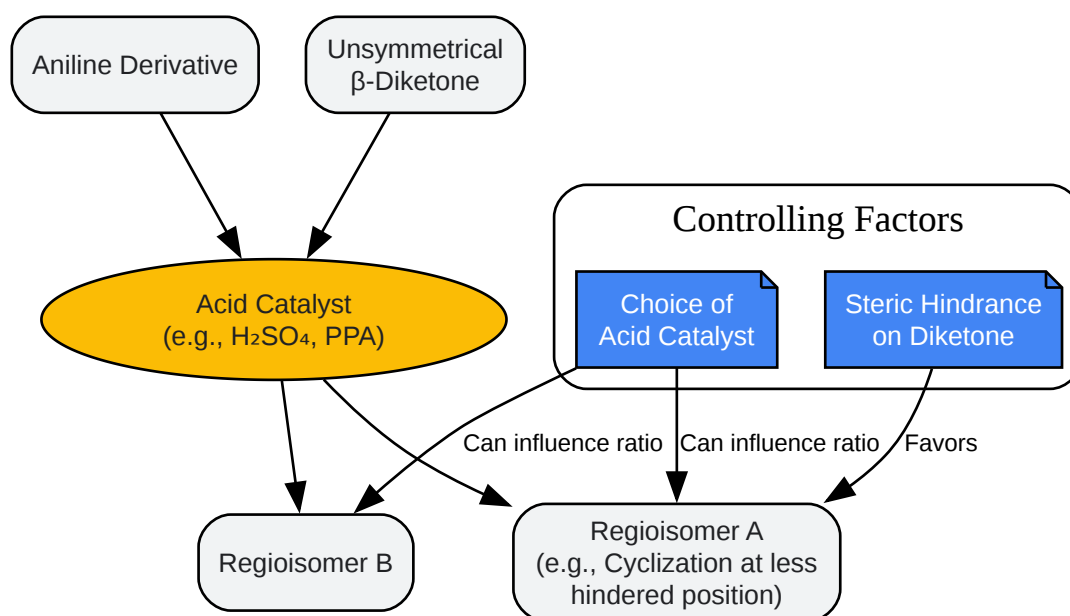 Aniline Derivative
Unsymmetrical
β-Diketone
Controlling Factors
Acid Catalyst
(e.g., H₂SO₄, PPA)
Choice of
Acid Catalyst
Steric Hindrance
on Diketone
Can influence ratio
Can influence ratio
Favors
Regioisomer B
Regioisomer A
(e.g., Cyclization at less
hindered position)